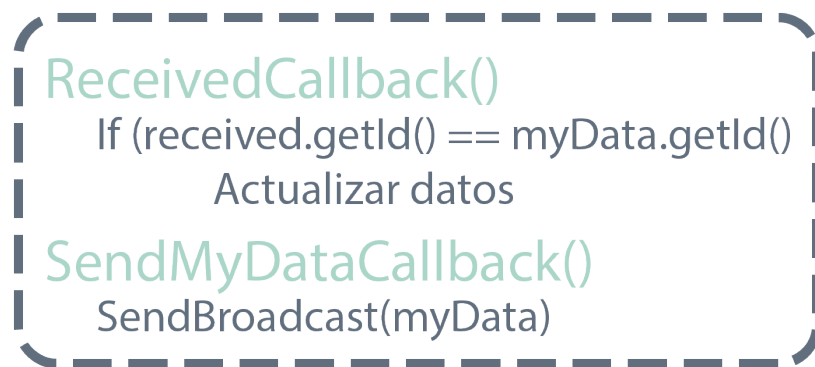 ReceivedCallback()
If (received.getId() == myData.getId()
Actualizar datos
SendMyDataCallback()
SendBroadcast(myData)